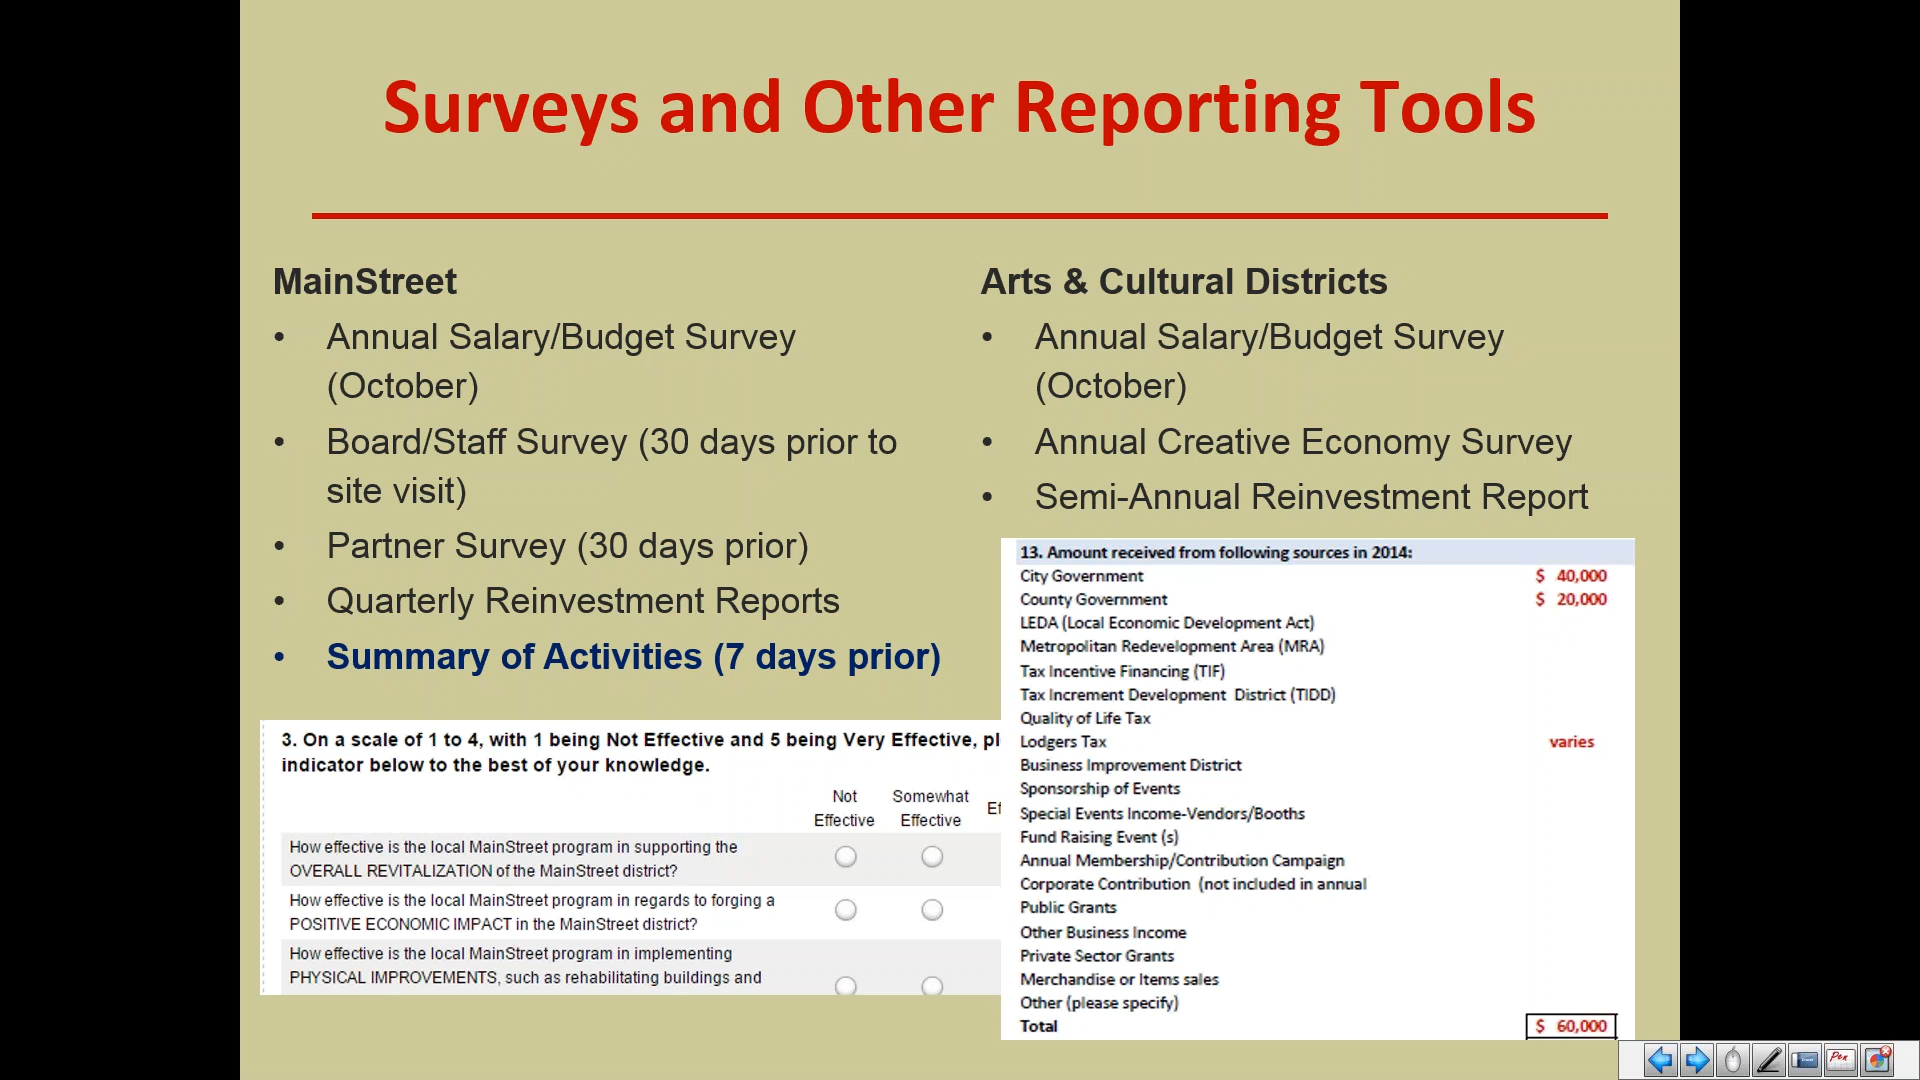 Surveys and Other Reporting Tools
MainStreet
• Annual Salary/Budget Survey
(October)
• Board/Staff Survey (30 days prior to
site visit)
• Partner Survey (30 days prior)
• Quarterly Reinvestment Reports
• Summary of Activities (7 days prior)
Arts & Cultural Districts
• Annual Salary/Budget Survey
(October)
• Annual Creative Economy Survey
• Semi-Annual Reinvestment Report
3. On a scale of 1 to 4, with 1 being Not Effective and 5 being Very Effective, pl
indicator below to the best of your knowledge.
Not Somewhat
Effective Effective Ef
How effective is the local MainStreet program in supporting the
OVERALL REVITALIZATION of the MainStreet district?
How effective is the local MainStreet program in regards to forging a
POSITIVE ECONOMIC IMPACT in the MainStreet district?
How effective is the local MainStreet program in implementing
PHYSICAL IMPROVEMENTS, such as rehabilitating buildings and
13. Amount received from following sources in 2014:
City Government $ 40,000
County Government $ 20,000
LEDA (Local Economic Development Act)
Metropolitan Redevelopment Area (MRA)
Tax Incentive Financing (TIF)
Tax Increment Development District (TIDD)
Quality of Life Tax
Lodgers Tax varies
Business Improvement District
Sponsorship of Events
Special Events Income-Vendors/Booths
Fund Raising Event (s)
Annual Membership/Contribution Campaign
Corporate Contribution (not included in annual
Public Grants
Other Business Income
Private Sector Grants
Merchandise or Items sales
Other (please specify)
Total $ 60,000
Pen